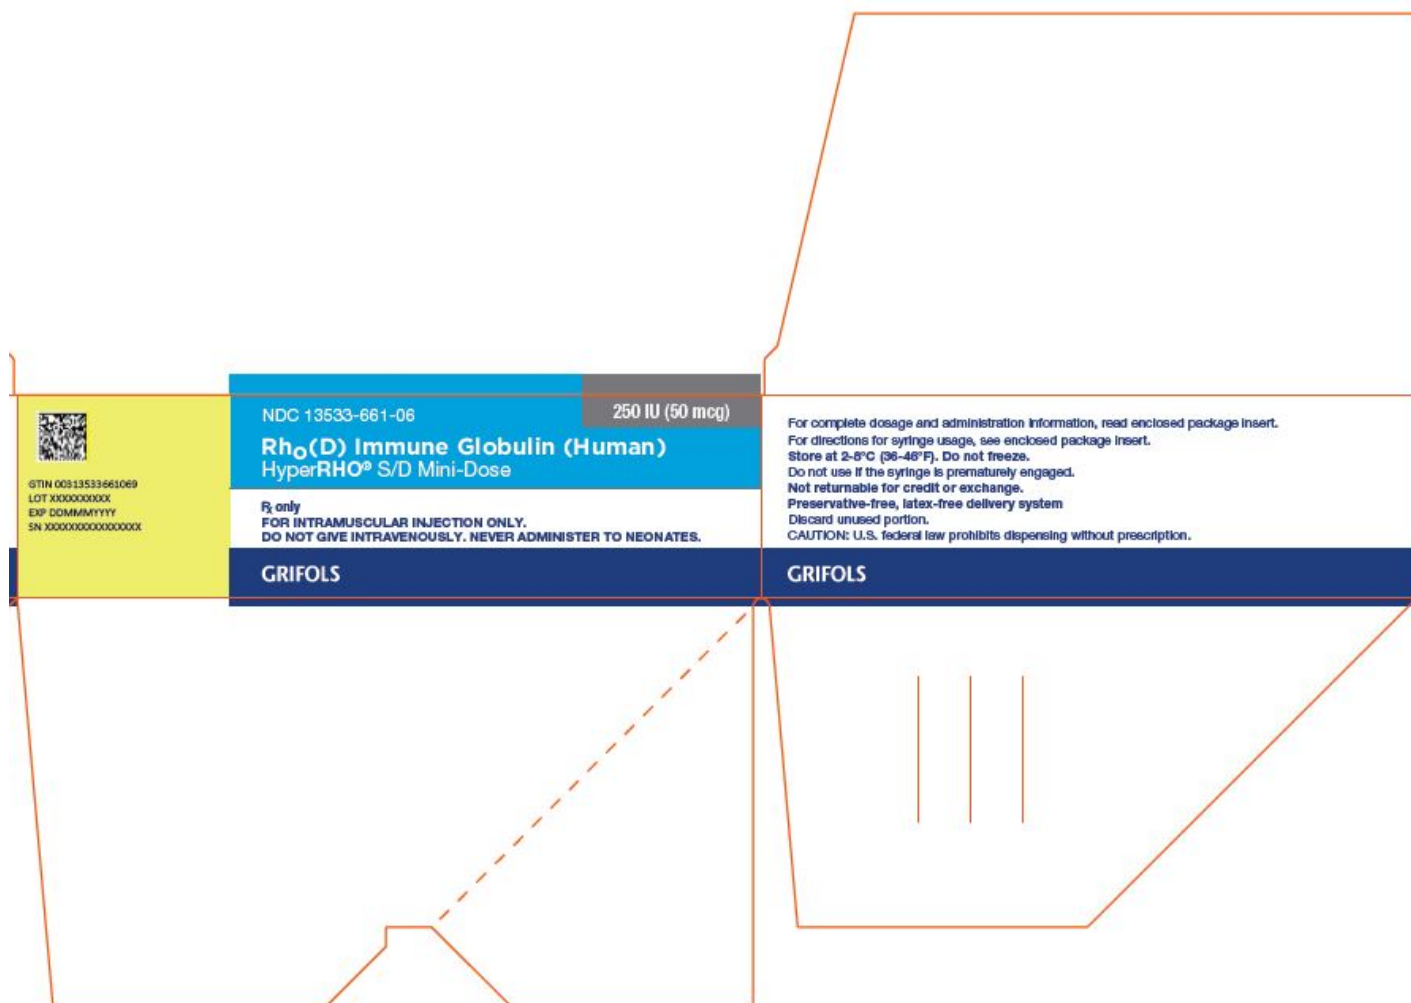 GTIN 00313533661069
LOT XXXXXXXXXX
EXP DDMMMYYYY
SN XXXXXXXXXXXXXXXX
NDC 13533-661-06
250 IU (50 mcg)
Rho(D) Immune Globulin (Human)
HyperRHO® S/D Mini-Dose
℞ only
FOR INTRAMUSCULAR INJECTION ONLY.
DO NOT GIVE INTRAVENOUSLY. NEVER ADMINISTER TO NEONATES.
GRIFOLS
For complete dosage and administration information, read enclosed package insert.
For directions for syringe usage, see enclosed package insert.
Store at 2-8°C (36-46°F). Do not freeze.
Do not use if the syringe is prematurely engaged.
Not returnable for credit or exchange.
Preservative-free, latex-free delivery system
Discard unused portion.
CAUTION: U.S. federal law prohibits dispensing without prescription.
GRIFOLS